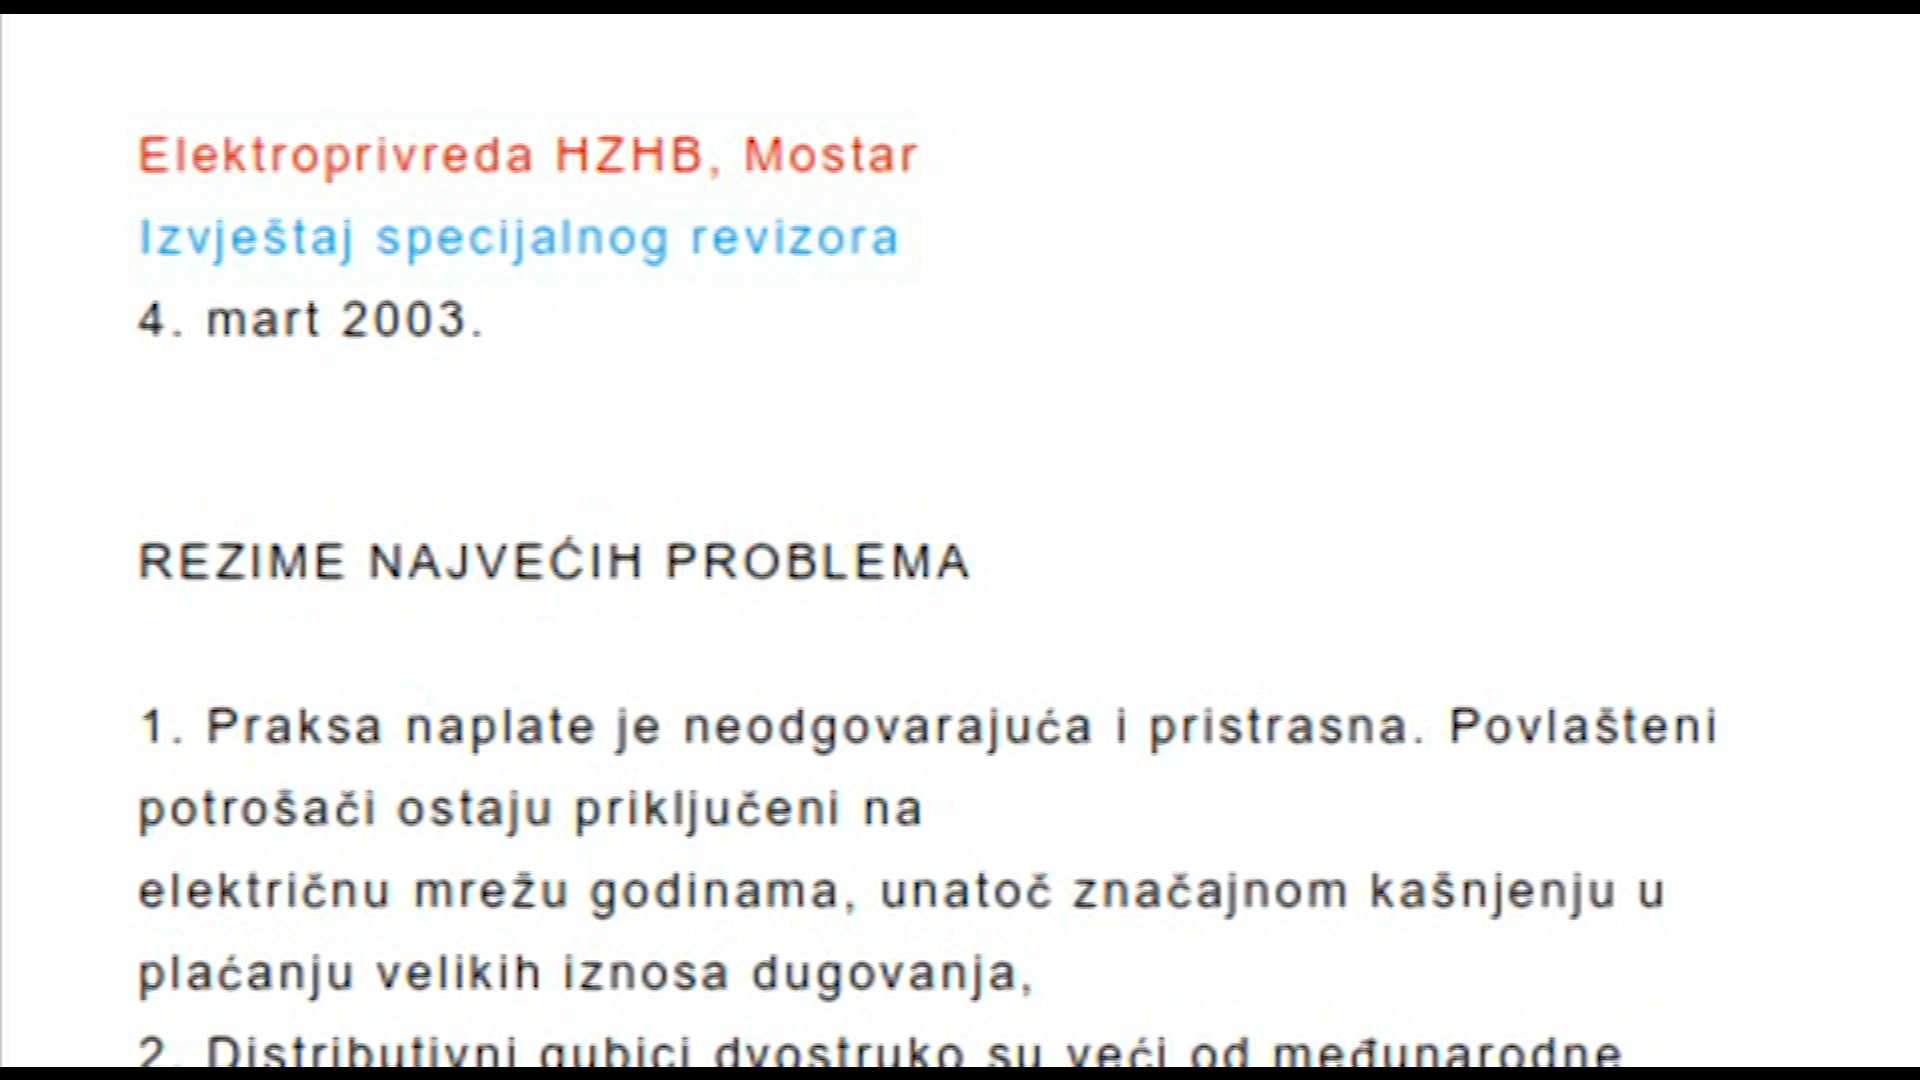 Elektroprivreda HZHB, Mostar
Izvještaj specijalnog revizora
4. mart 2003.
REZIME NAJVEĆIH PROBLEMA
1. Praksa naplate je neodgovarajuća i pristrasna. Povlašteni
potrošači ostaju priključeni na
električnu mrežu godinama, unatoč značajnom kašnjenju u
plaćanju velikih iznosa dugovanja,
2. Distributivni gubici dvostruko su veći od međunarodne